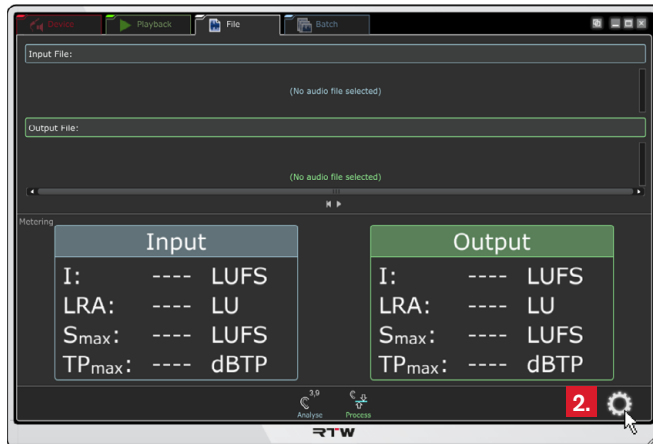 Device Playback File Batch
Input File:
(No audio file selected)
Output File:
(No audio file selected)
Metering
Input
I: ---- LUFS
LRA: ---- LU
Smax: ---- LUFS
TPmax: ---- dBTP
Output
I: ---- LUFS
LRA: ---- LU
Smax: ---- LUFS
TPmax: ---- dBTP
3,9
Analyse Process
2.
RTW